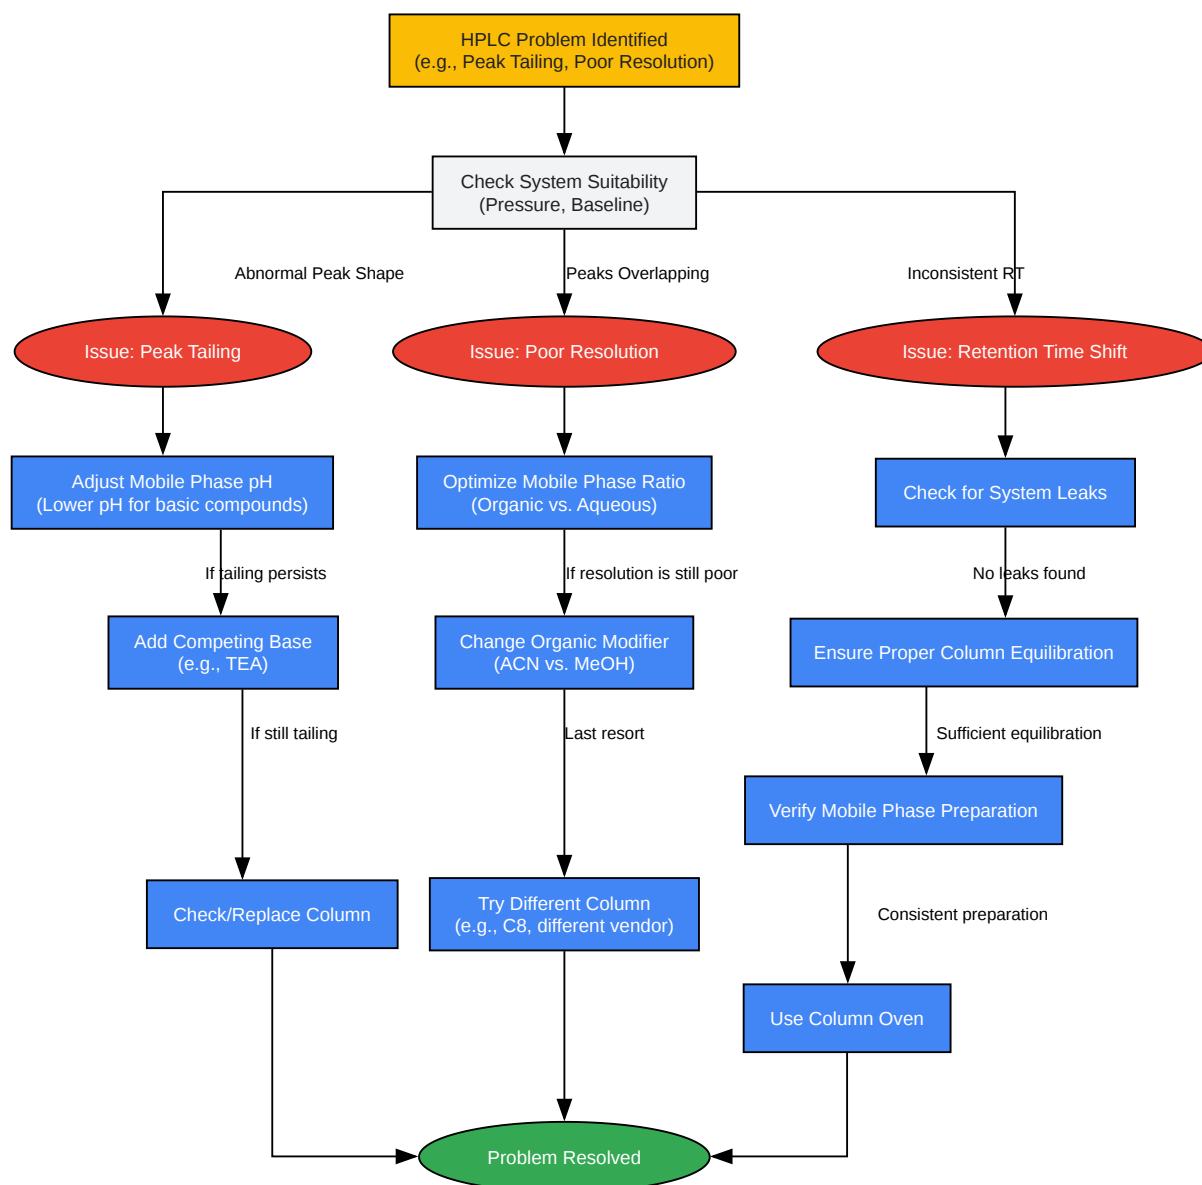 HPLC Problem Identified
(e.g., Peak Tailing, Poor Resolution)
Check System Suitability
(Pressure, Baseline)
Abnormal Peak Shape
Peaks Overlapping
Inconsistent RT
Issue: Peak Tailing
Issue: Poor Resolution
Issue: Retention Time Shift
Adjust Mobile Phase pH
(Lower pH for basic compounds)
Optimize Mobile Phase Ratio
(Organic vs. Aqueous)
Check for System Leaks
If tailing persists
If resolution is still poor
No leaks found
Add Competing Base
(e.g., TEA)
Change Organic Modifier
(ACN vs. MeOH)
Ensure Proper Column Equilibration
If still tailing
Last resort
Sufficient equilibration
Verify Mobile Phase Preparation
Check/Replace Column
Try Different Column
(e.g., C8, different vendor)
Consistent preparation
Use Column Oven
Problem Resolved